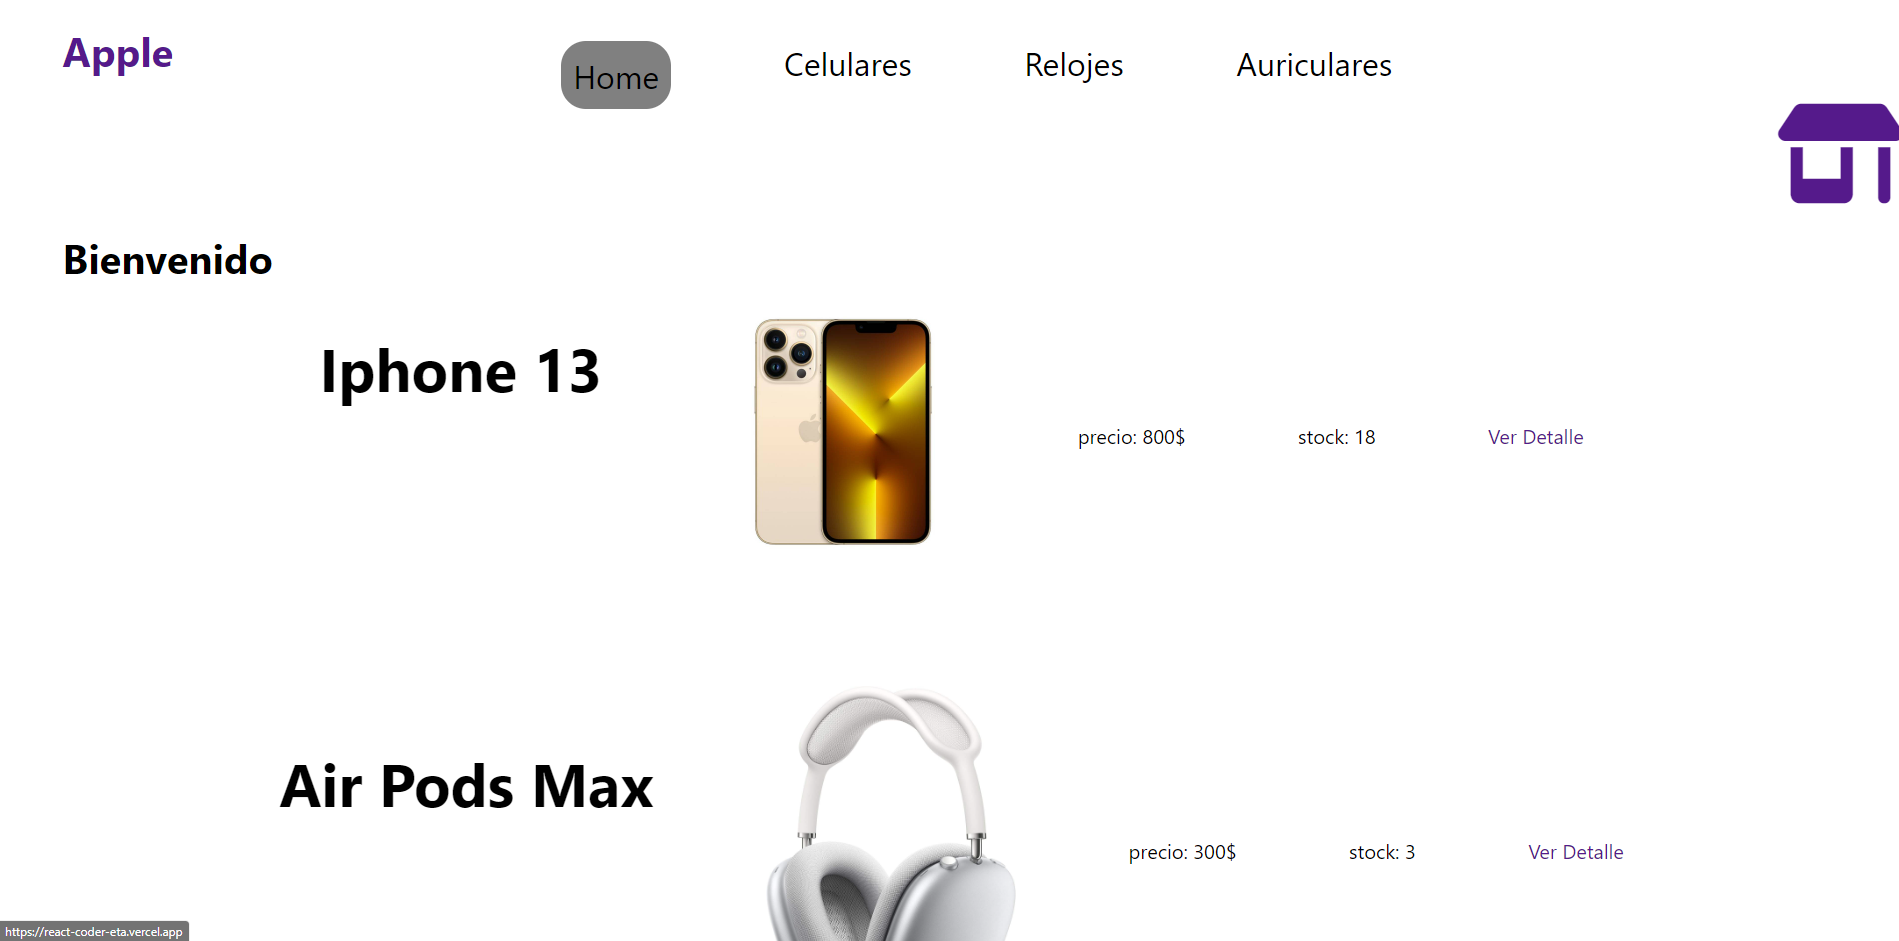 Apple
Home
Celulares
Relojes
Auriculares
Bienvenido
Iphone 13
precio: 800$
stock: 18
Ver Detalle
Air Pods Max
precio: 300$
stock: 3
Ver Detalle
https://react-coder-eta.vercel.app